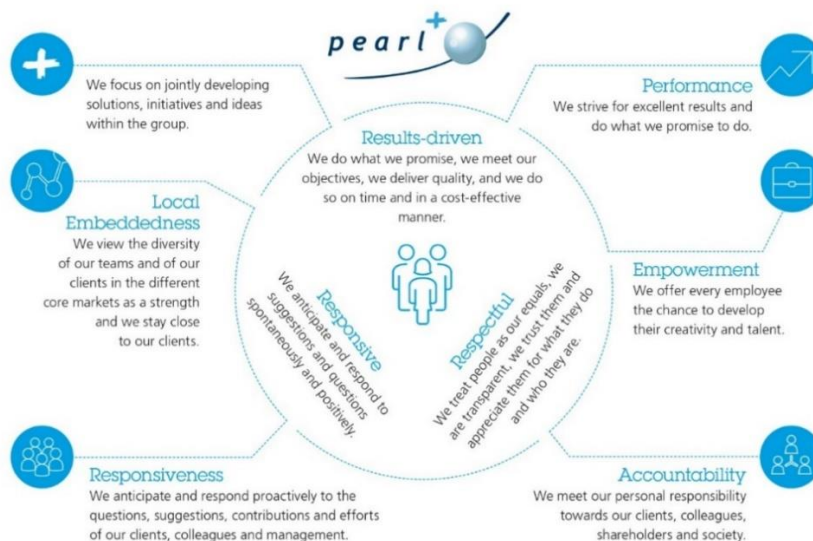 pearl+
We focus on jointly developing
solutions, initiatives and ideas
within the group.
Performance
We strive for excellent results and
do what we promise to do.
Results-driven
We do what we promise, we meet our
objectives, we deliver quality, and we do
so on time and in a cost-effective
manner.
Local
Embeddedness
We view the diversity
of our teams and of our
clients in the different
core markets as a strength
and we stay close
to our clients.
Empowerment
We offer every employee
the chance to develop
their creativity and talent.
Responsive
We anticipate and respond to
suggestions and questions
spontaneously and positively.
Respectful
We treat people as our equals, we
are transparent, we trust them and
appreciate them for what they do
and who they are.
Responsiveness
We anticipate and respond proactively to the
questions, suggestions, contributions and efforts
of our clients, colleagues and management.
Accountability
We meet our personal responsibility
towards our clients, colleagues,
shareholders and society.